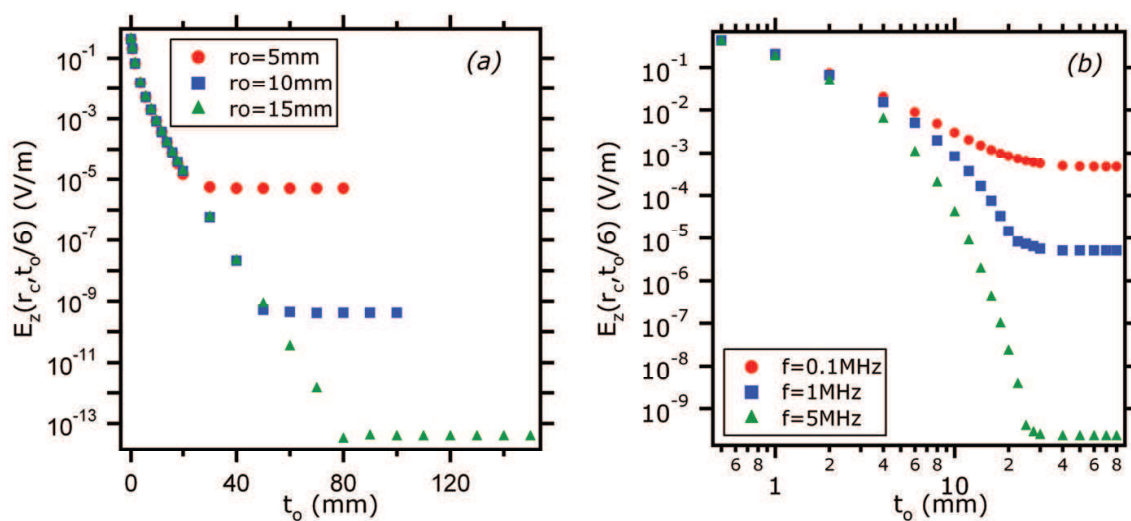 (a)
ro=5mm
ro=10mm
ro=15mm
E_z(r_c,t_o/6) (V/m)
10^-1
10^-3
10^-5
10^-7
10^-9
10^-11
10^-13
0 40 80 120
t_o (mm)
(b)
E_z(r_c,t_o/6) (V/m)
10^-1
10^-2
10^-3
10^-4
10^-5
10^-6
10^-7
10^-8
10^-9
f=0.1MHz
f=1MHz
f=5MHz
6 8 2 4 6 8 2 4 6 8
1 10
t_o (mm)